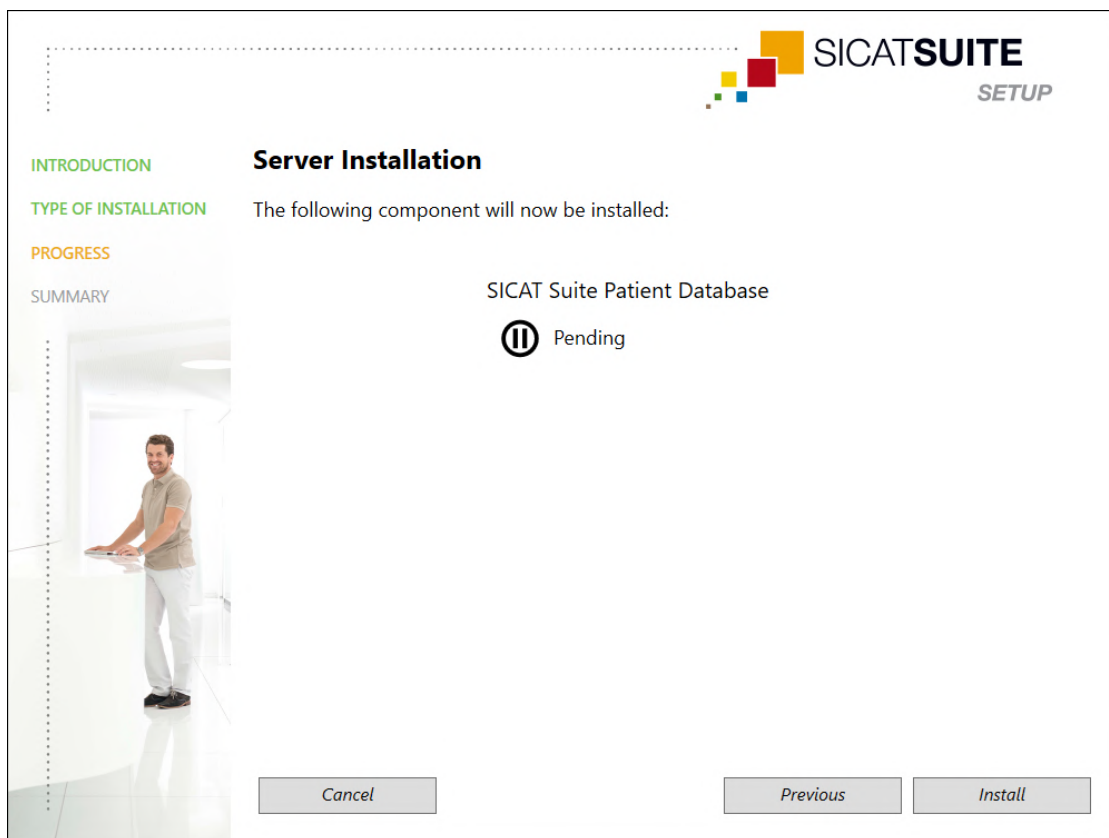 SICATSUITE
SETUP
INTRODUCTION
TYPE OF INSTALLATION
PROGRESS
SUMMARY
Server Installation
The following component will now be installed:
SICAT Suite Patient Database
Pending
Cancel
Previous
Install